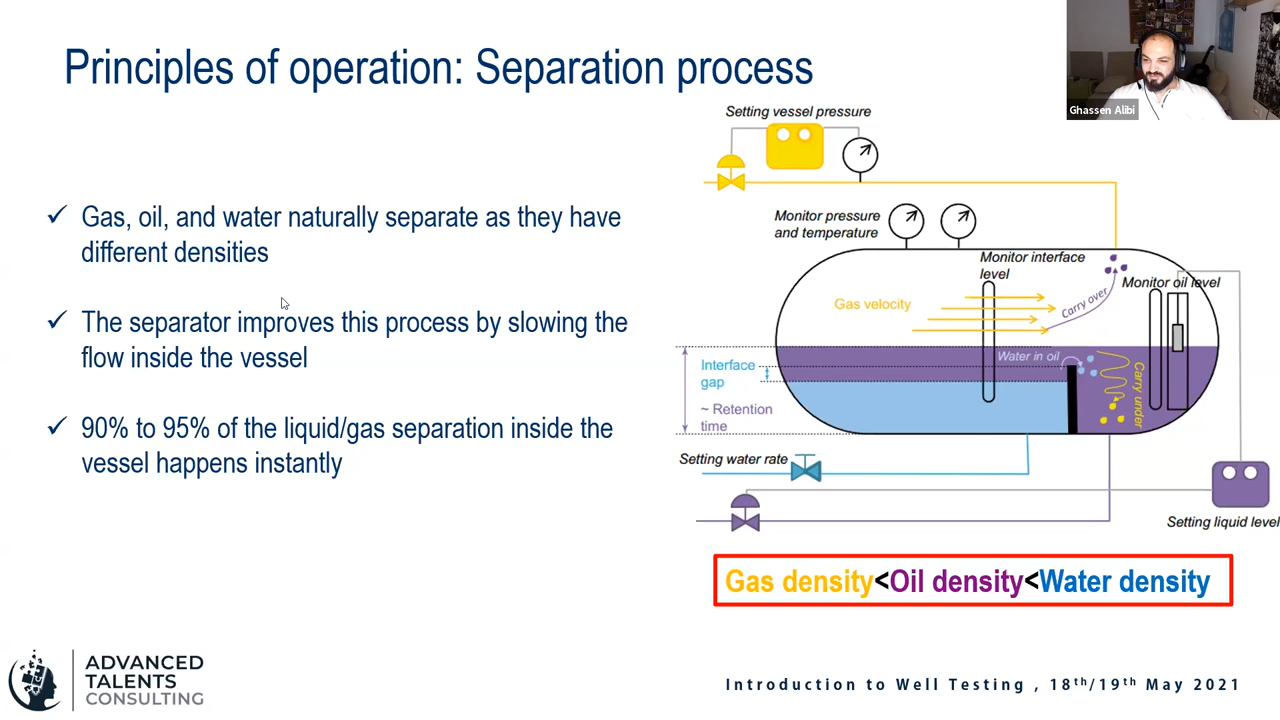 Principles of operation: Separation process
Ghassen Alibi
Gas, oil, and water naturally separate as they have
different densities
The separator improves this process by slowing the
flow inside the vessel
90% to 95% of the liquid/gas separation inside the
vessel happens instantly
Setting vessel pressure
Monitor pressure
and temperature
Monitor interface
level
Monitor oil level
Gas velocity
Carry over
Water in oil
Carry under
Interface
gap
~ Retention
time
Setting water rate
Setting liquid level
Gas density<Oil density<Water density
ADVANCED
TALENTS
CONSULTING
Introduction to Well Testing , 18th/19th May 2021